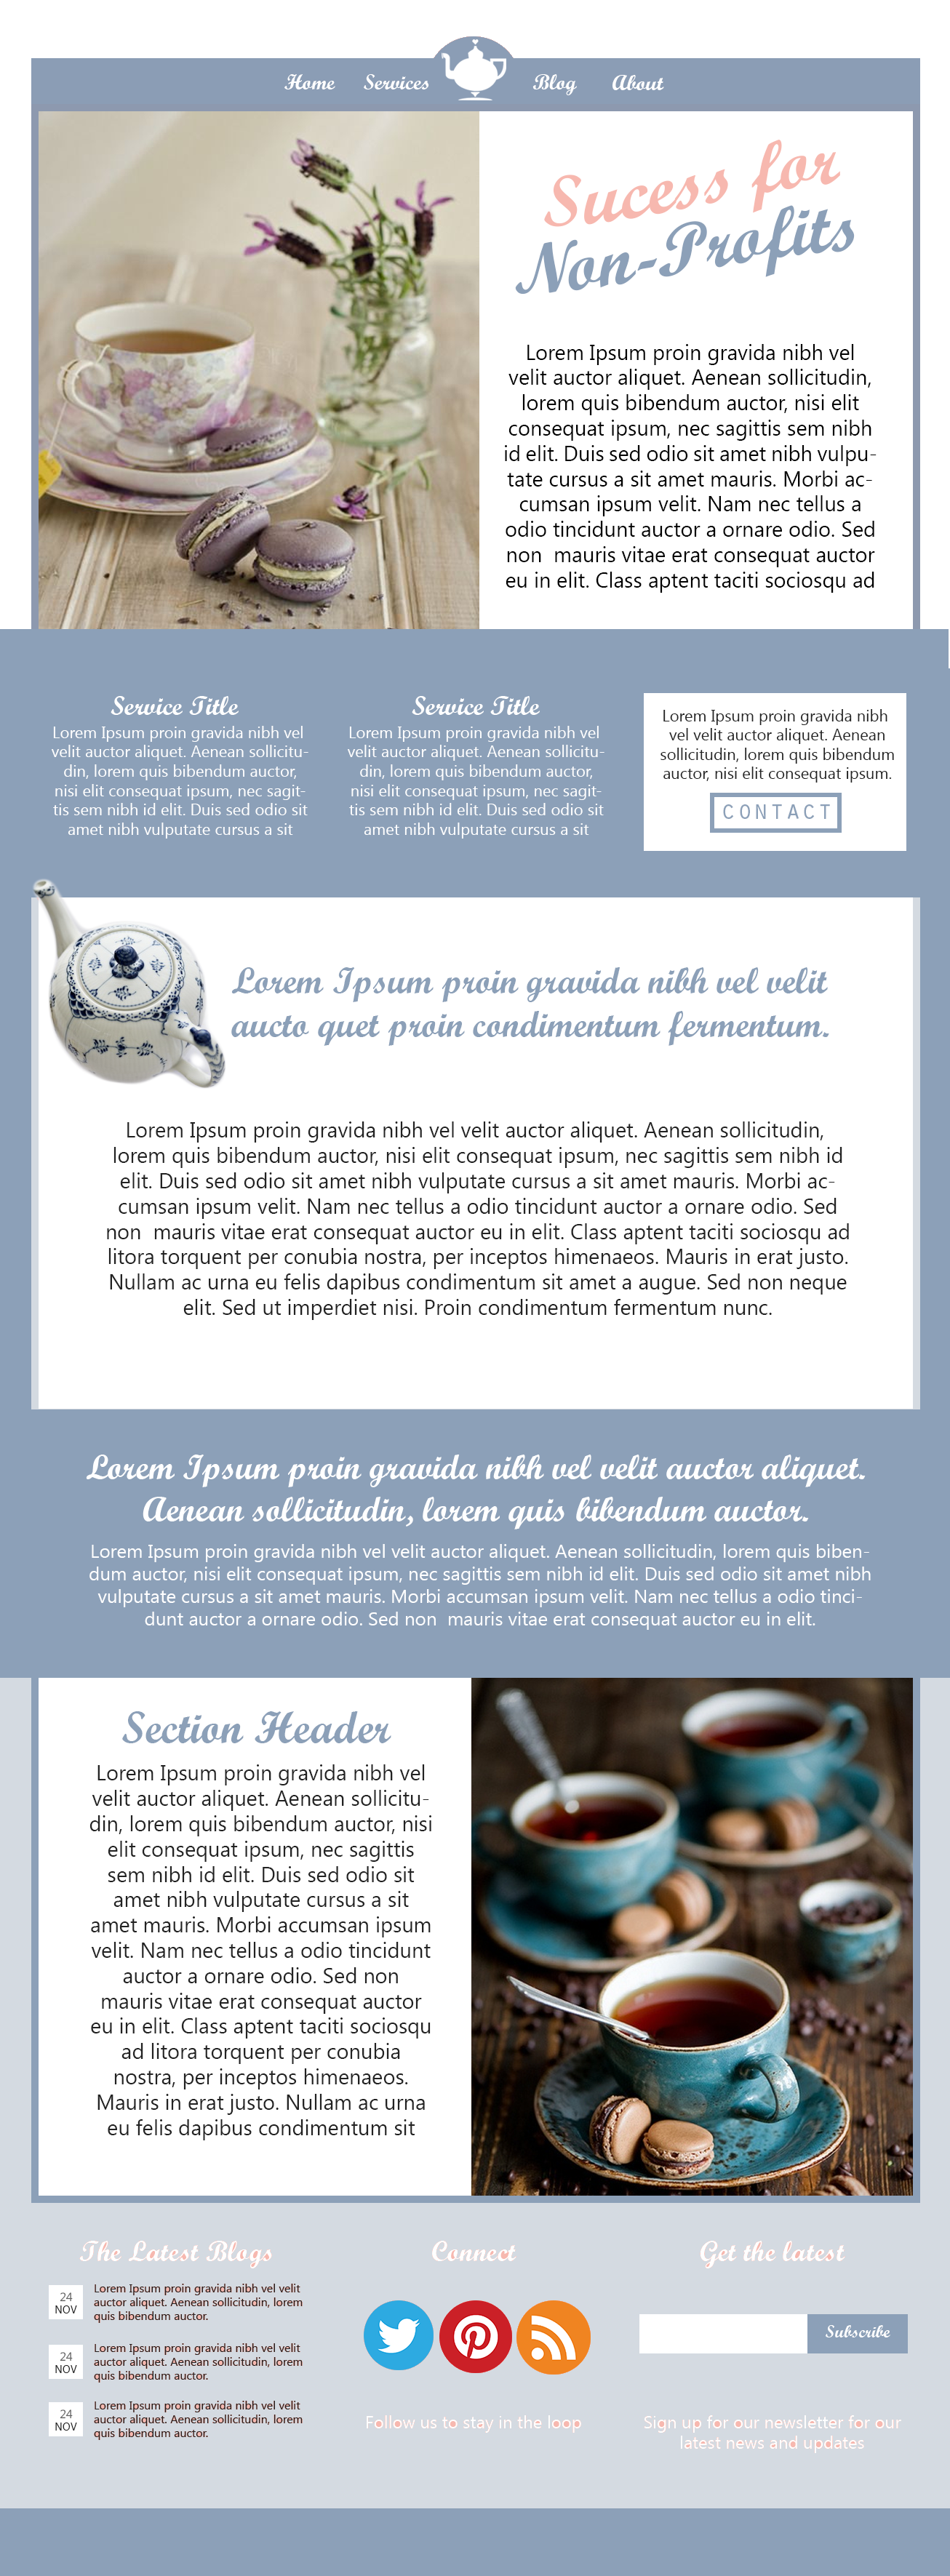 Home Services Blog About
Sucess for
Non-Profits
Lorem Ipsum proin gravida nibh vel
velit auctor aliquet. Aenean sollicitudin,
lorem quis bibendum auctor, nisi elit
consequat ipsum, nec sagittis sem nibh
id elit. Duis sed odio sit amet nibh vulpu-
tate cursus a sit amet mauris. Morbi ac-
cumsan ipsum velit. Nam nec tellus a
odio tincidunt auctor a ornare odio. Sed
non  mauris vitae erat consequat auctor
eu in elit. Class aptent taciti sociosqu ad
Service Title
Lorem Ipsum proin gravida nibh vel
velit auctor aliquet. Aenean sollicitu-
din, lorem quis bibendum auctor,
nisi elit consequat ipsum, nec sagit-
tis sem nibh id elit. Duis sed odio sit
amet nibh vulputate cursus a sit
Service Title
Lorem Ipsum proin gravida nibh vel
velit auctor aliquet. Aenean sollicitu-
din, lorem quis bibendum auctor,
nisi elit consequat ipsum, nec sagit-
tis sem nibh id elit. Duis sed odio sit
amet nibh vulputate cursus a sit
Lorem Ipsum proin gravida nibh
vel velit auctor aliquet. Aenean
sollicitudin, lorem quis bibendum
auctor, nisi elit consequat ipsum.
CONTACT
Lorem Ipsum proin gravida nibh vel velit
aucto quet proin condimentum fermentum.
Lorem Ipsum proin gravida nibh vel velit auctor aliquet. Aenean sollicitudin,
lorem quis bibendum auctor, nisi elit consequat ipsum, nec sagittis sem nibh id
elit. Duis sed odio sit amet nibh vulputate cursus a sit amet mauris. Morbi ac-
cumsan ipsum velit. Nam nec tellus a odio tincidunt auctor a ornare odio. Sed
non  mauris vitae erat consequat auctor eu in elit. Class aptent taciti sociosqu ad
litora torquent per conubia nostra, per inceptos himenaeos. Mauris in erat justo.
Nullam ac urna eu felis dapibus condimentum sit amet a augue. Sed non neque
elit. Sed ut imperdiet nisi. Proin condimentum fermentum nunc.
Lorem Ipsum proin gravida nibh vel velit auctor aliquet.
Aenean sollicitudin, lorem quis bibendum auctor.
Lorem Ipsum proin gravida nibh vel velit auctor aliquet. Aenean sollicitudin, lorem quis biben-
dum auctor, nisi elit consequat ipsum, nec sagittis sem nibh id elit. Duis sed odio sit amet nibh
vulputate cursus a sit amet mauris. Morbi accumsan ipsum velit. Nam nec tellus a odio tinci-
dunt auctor a ornare odio. Sed non  mauris vitae erat consequat auctor eu in elit.
Section Header
Lorem Ipsum proin gravida nibh vel
velit auctor aliquet. Aenean sollicitu-
din, lorem quis bibendum auctor, nisi
elit consequat ipsum, nec sagittis
sem nibh id elit. Duis sed odio sit
amet nibh vulputate cursus a sit
amet mauris. Morbi accumsan ipsum
velit. Nam nec tellus a odio tincidunt
auctor a ornare odio. Sed non
mauris vitae erat consequat auctor
eu in elit. Class aptent taciti sociosqu
ad litora torquent per conubia
nostra, per inceptos himenaeos.
Mauris in erat justo. Nullam ac urna
eu felis dapibus condimentum sit
The Latest Blogs
24
NOV
Lorem Ipsum proin gravida nibh vel velit
auctor aliquet. Aenean sollicitudin, lorem
quis bibendum auctor.
24
NOV
Lorem Ipsum proin gravida nibh vel velit
auctor aliquet. Aenean sollicitudin, lorem
quis bibendum auctor.
24
NOV
Lorem Ipsum proin gravida nibh vel velit
auctor aliquet. Aenean sollicitudin, lorem
quis bibendum auctor.
Connect
Follow us to stay in the loop
Get the latest
Subscribe
Sign up for our newsletter for our
latest news and updates